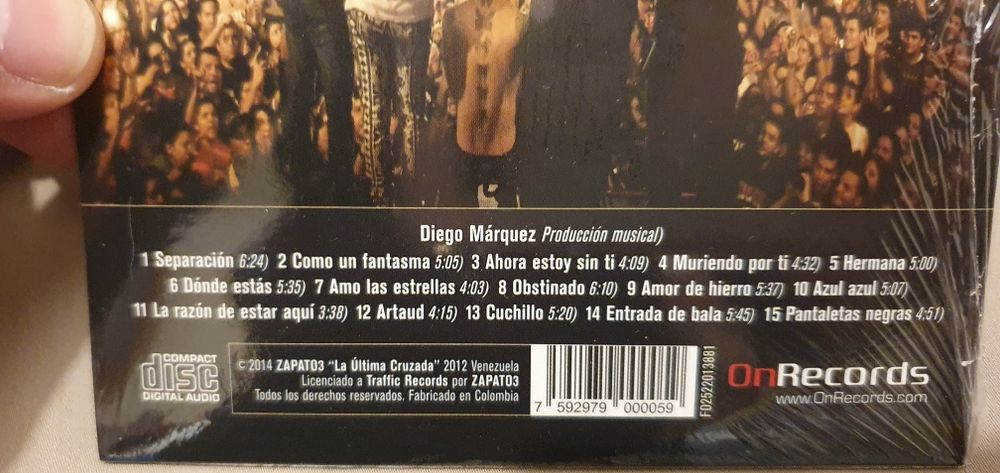 Diego Márquez Producción musical)
1 Separación 6:24) 2 Como un fantasma 5:05) 3 Ahora estoy sin ti 4:09) 4 Muriendo por ti 4:32) 5 Hermana 5:00)
6 Dónde estás 5:35) 7 Amo las estrellas 4:03) 8 Obstinado 6:10) 9 Amor de hierro 5:37) 10 Azul azul 5:07)
11 La razón de estar aquí 3:38) 12 Artaud 4:15) 13 Cuchillo 5:20) 14 Entrada de bala 5:45) 15 Pantaletas negras 4:51)
COMPACT
disc
DIGITAL AUDIO
© 2014 ZAPATO3 "La Última Cruzada" 2012 Venezuela
Licenciado a Traffic Records por ZAPATO3
Todos los derechos reservados. Fabricado en Colombia
7 592979 000059
FD2522013881
OnRecords
www.OnRecords.com